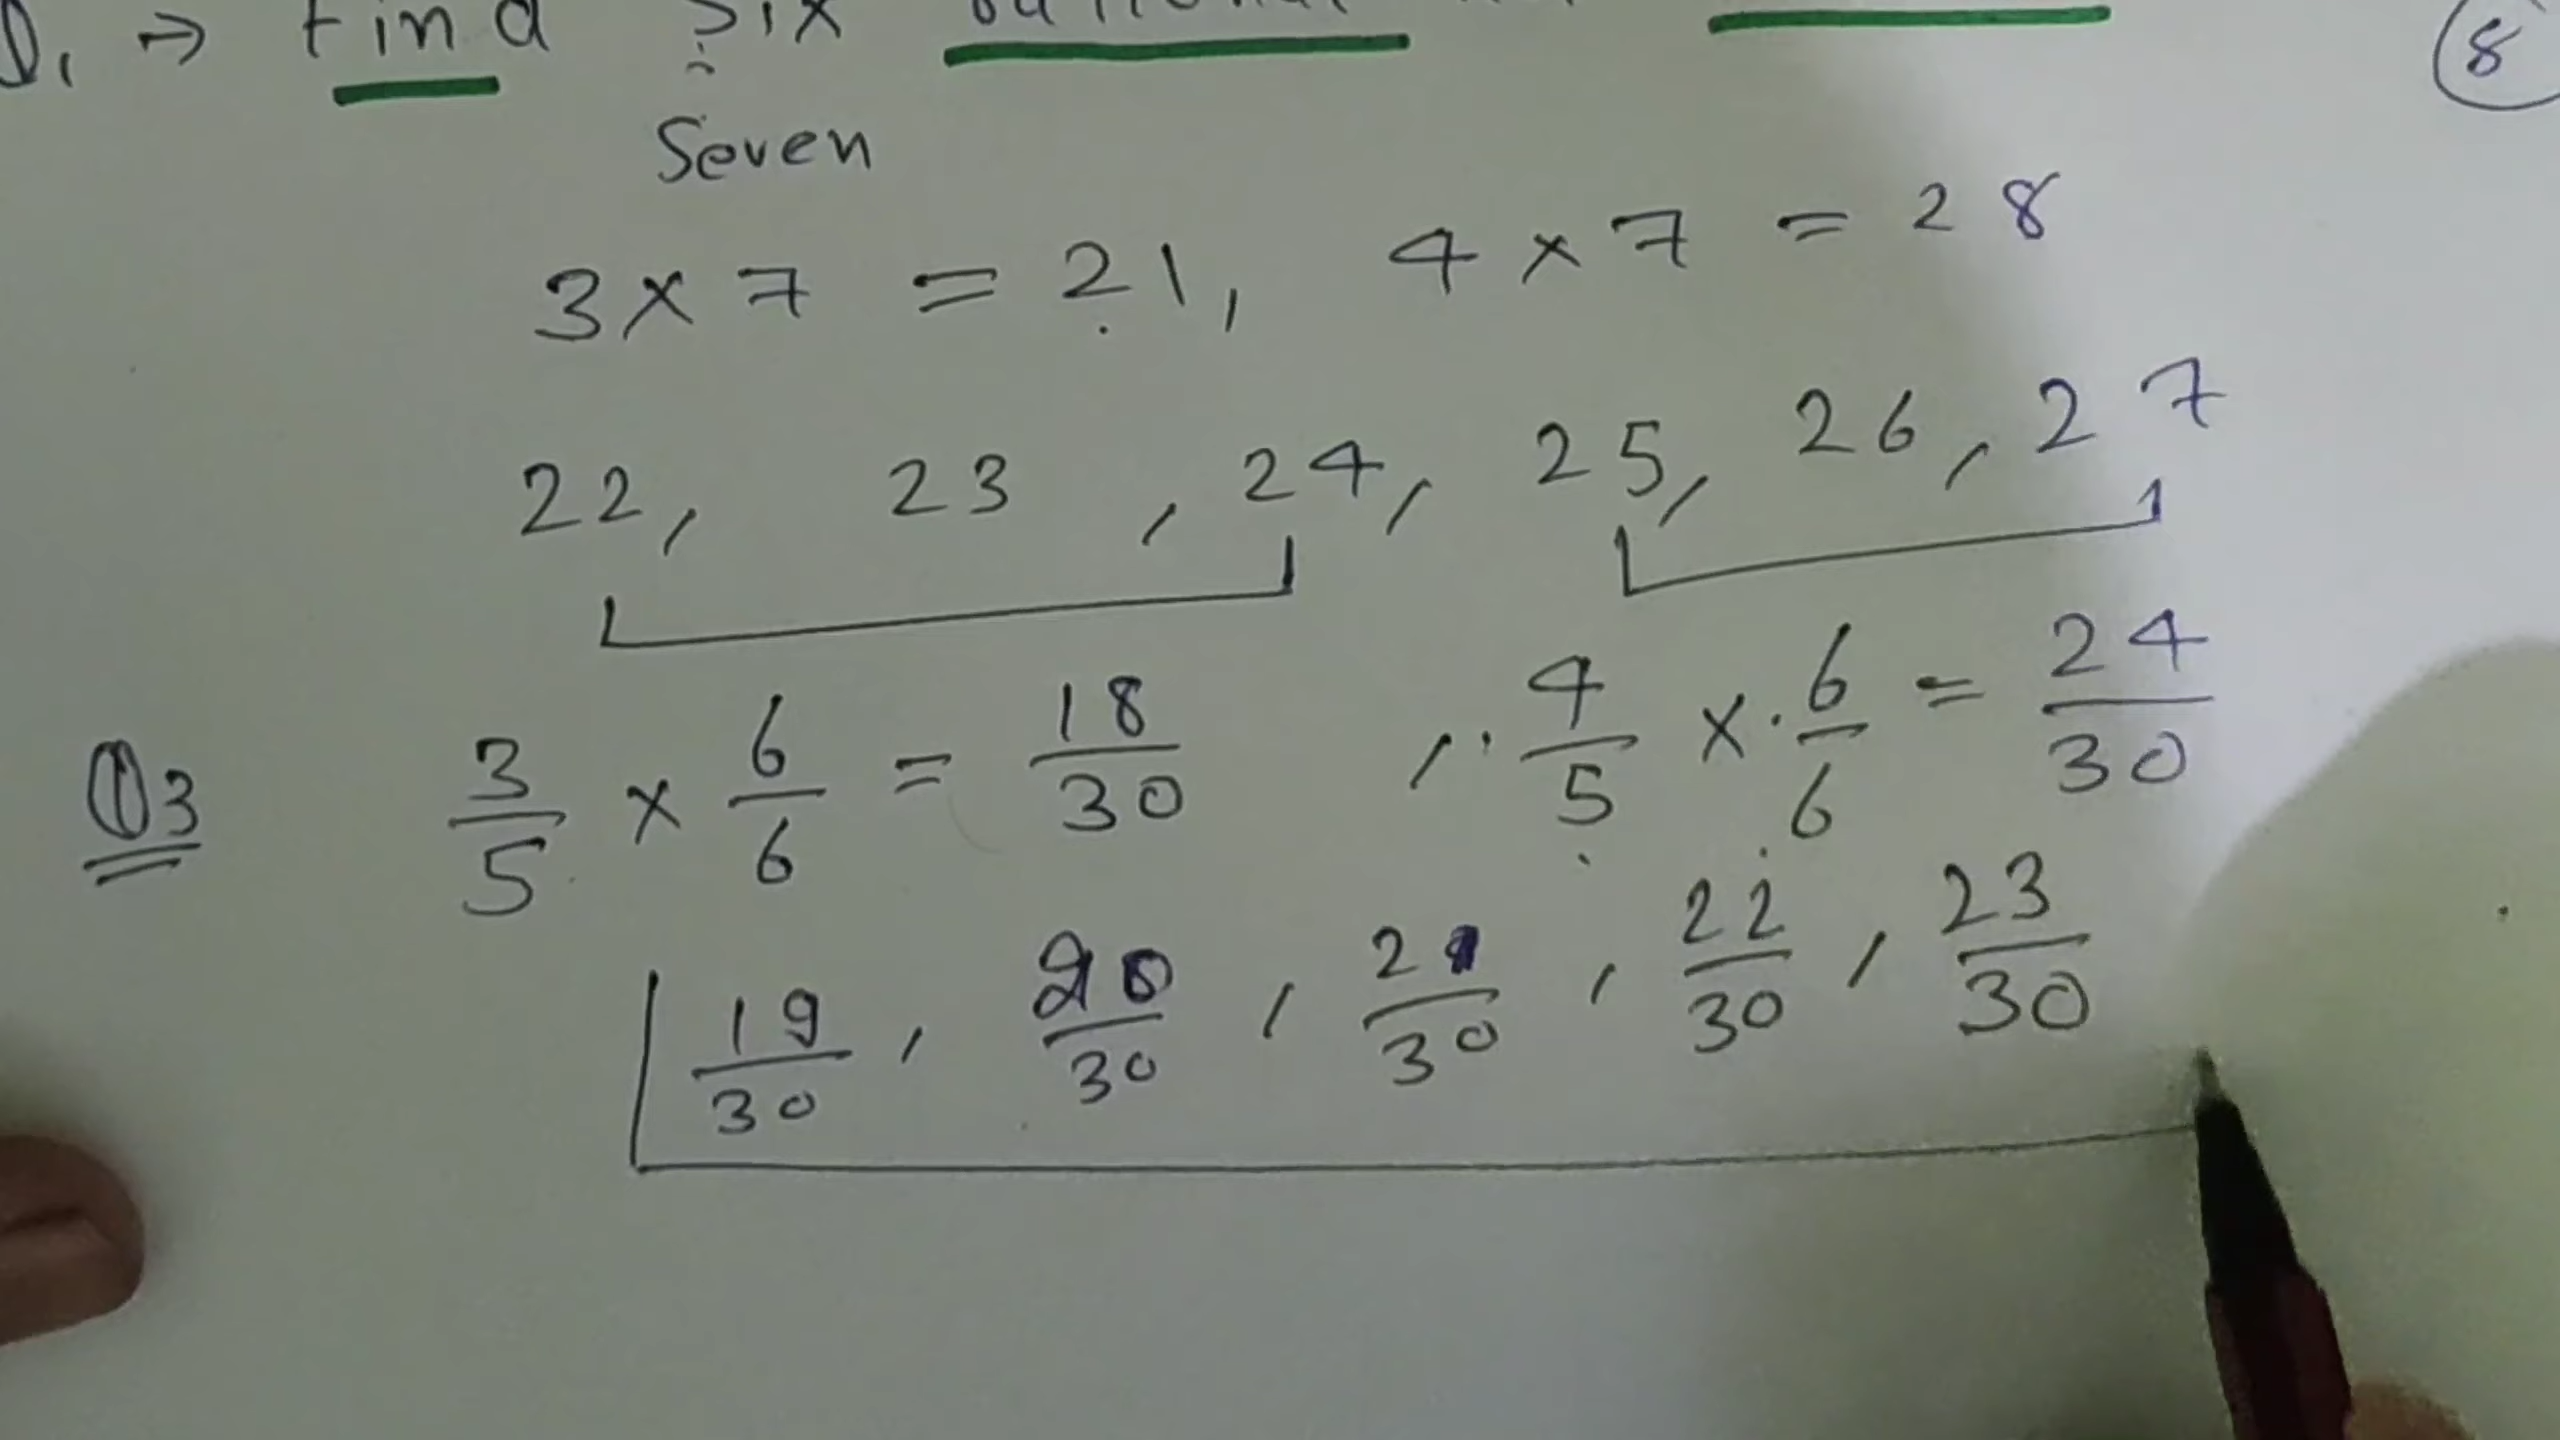 Q1 → Find Six rational 8
Seven
3 × 7 = 21, 4 × 7 = 28
22, 23, 24, 25, 26, 27
Q3 3/5 × 6/6 = 18/30 , 4/5 × 6/6 = 24/30
19/30, 20/30, 21/30, 22/30, 23/30